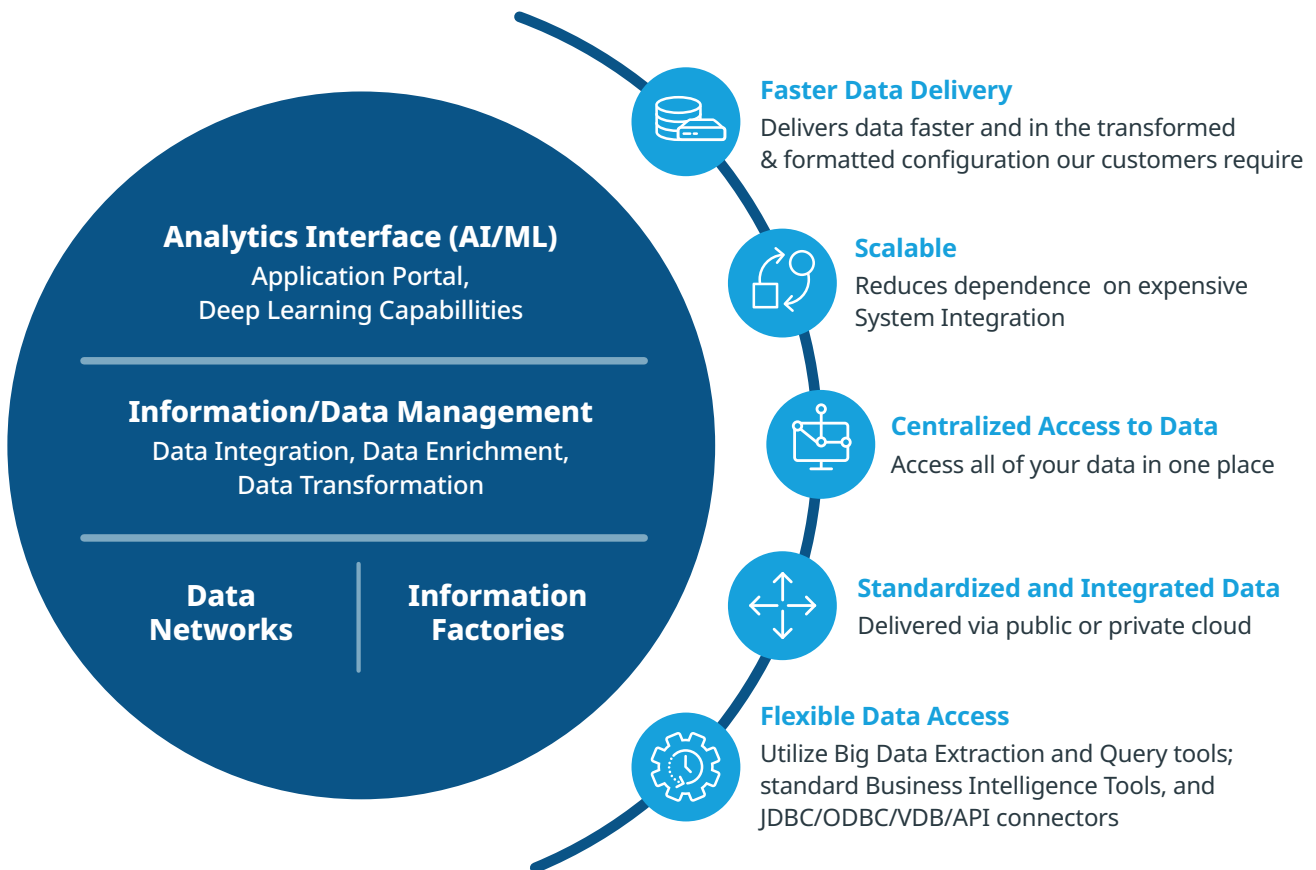 Analytics Interface (AI/ML)
Application Portal,
Deep Learning Capabillities
Information/Data Management
Data Integration, Data Enrichment,
Data Transformation
Data
Networks
Information
Factories
Faster Data Delivery
Delivers data faster and in the transformed
& formatted configuration our customers require
Scalable
Reduces dependence  on expensive
System Integration
Centralized Access to Data
Access all of your data in one place
Standardized and Integrated Data
Delivered via public or private cloud
Flexible Data Access
Utilize Big Data Extraction and Query tools;
standard Business Intelligence Tools, and
JDBC/ODBC/VDB/API connectors